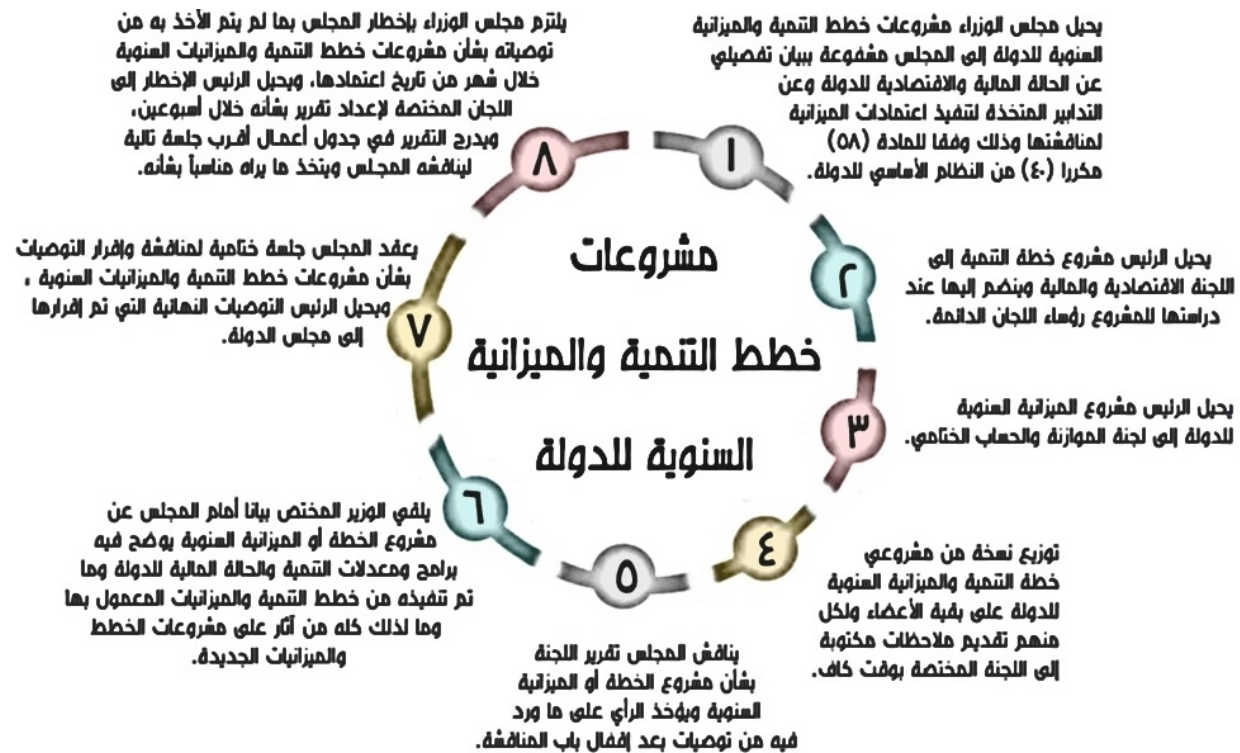 مشروعات
خطط التنمية والميزانية
السنوية للدولة
١
يحيل مجلس الوزراء مشروعات خطط التنمية والميزانية
السنوية للدولة إلى المجلس مشفوعة ببيان تفصيلي
عن الحالة المالية والاقتصادية للدولة وعن
التدابير المتخذة لتنفيذ اعتمادات الميزانية
لمناقشتها وذلك وفقا للمادة (٥٨)
مكررا (٤٠) من النظام الأساسي للدولة.
٢
يحيل الرئيس مشروع خطة التنمية إلى
اللجنة الاقتصادية والمالية وينضم إليها عند
دراستها للمشروع رؤساء اللجان الدائمة.
٣
يحيل الرئيس مشروع الميزانية السنوية
للدولة إلى لجنة الموازنة والحساب الختامي.
٤
توزيع نسخة من مشروعي
خطة التنمية والميزانية السنوية
للدولة على بقية الأعضاء ولكل
منهم تقديم ملاحظات مكتوبة
إلى اللجنة المختصة بوقت كاف.
٥
يناقش المجلس تقرير اللجنة
بشأن مشروع الخطة أو الميزانية
السنوية ويؤخذ الرأي على ما ورد
فيه من توصيات بعد إقفال باب المناقشة.
٦
يلقي الوزير المختص بيانا أمام المجلس عن
مشروع الخطة أو الميزانية السنوية يوضح فيه
برامج ومعدلات التنمية والحالة المالية للدولة وما
تم تنفيذه من خطط التنمية والميزانيات المعمول بها
وما لذلك كله من آثار على مشروعات الخطط
والميزانيات الجديدة.
٧
يعقد المجلس جلسة ختامية لمناقشة وإقرار التوصيات
بشأن مشروعات خطط التنمية والميزانيات السنوية ،
ويحيل الرئيس التوصيات النهائية التي تم إقرارها
إلى مجلس الدولة.
٨
يلتزم مجلس الوزراء بإخطار المجلس بما لم يتم الأخذ به من
توصياته بشأن مشروعات خطط التنمية والميزانيات السنوية
خلال شهر من تاريخ اعتمادها، ويحيل الرئيس الإخطار إلى
اللجان المختصة لإعداد تقرير بشأنه خلال أسبوعين،
ويدرج التقرير في جدول أعمال أقرب جلسة تالية
ليناقشه المجلس ويتخذ ما يراه مناسباً بشأنه.